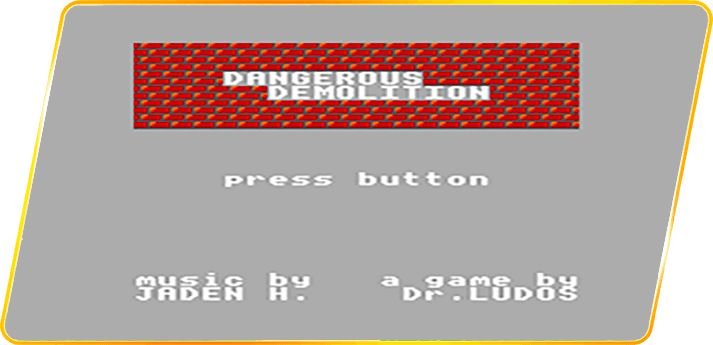 DANGEROUS
DEMOLITION
press button
music by a game by
JADEN H. Dr.LUDOS